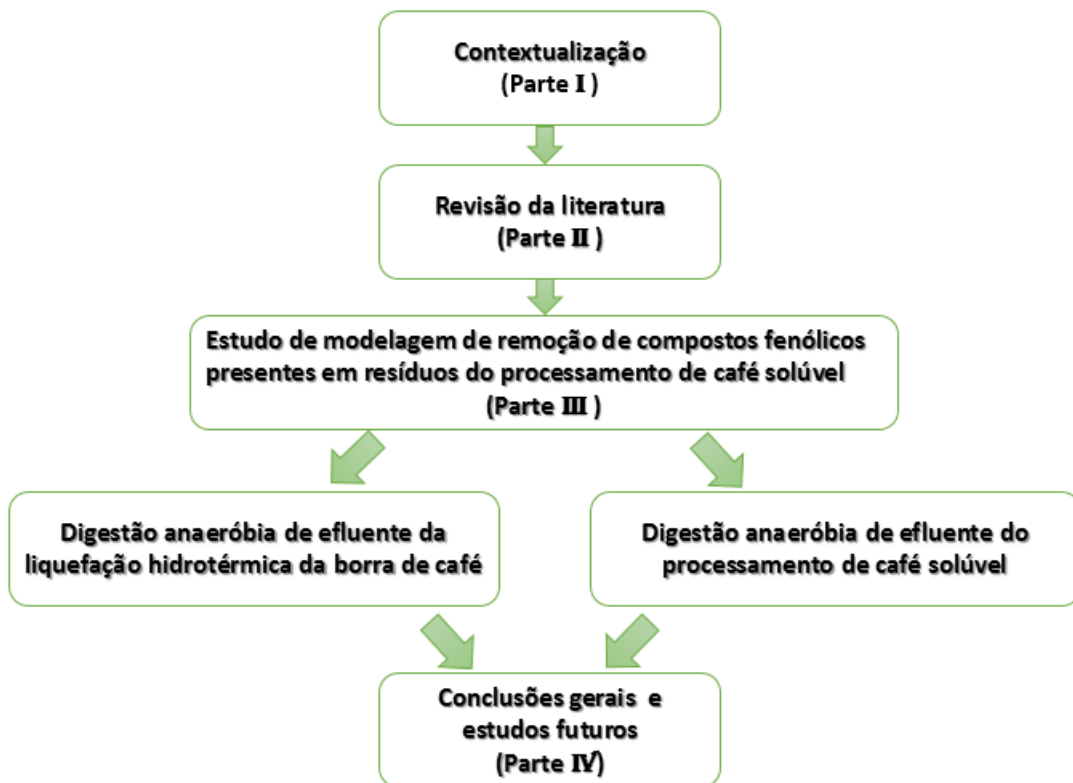 Contextualização
(Parte I )
Revisão da literatura
(Parte II )
Estudo de modelagem de remoção de compostos fenólicos
presentes em resíduos do processamento de café solúvel
(Parte III )
Digestão anaeróbia de efluente da
liquefação hidrotérmica da borra de café
Digestão anaeróbia de efluente do
processamento de café solúvel
Conclusões gerais e
estudos futuros
(Parte IV)